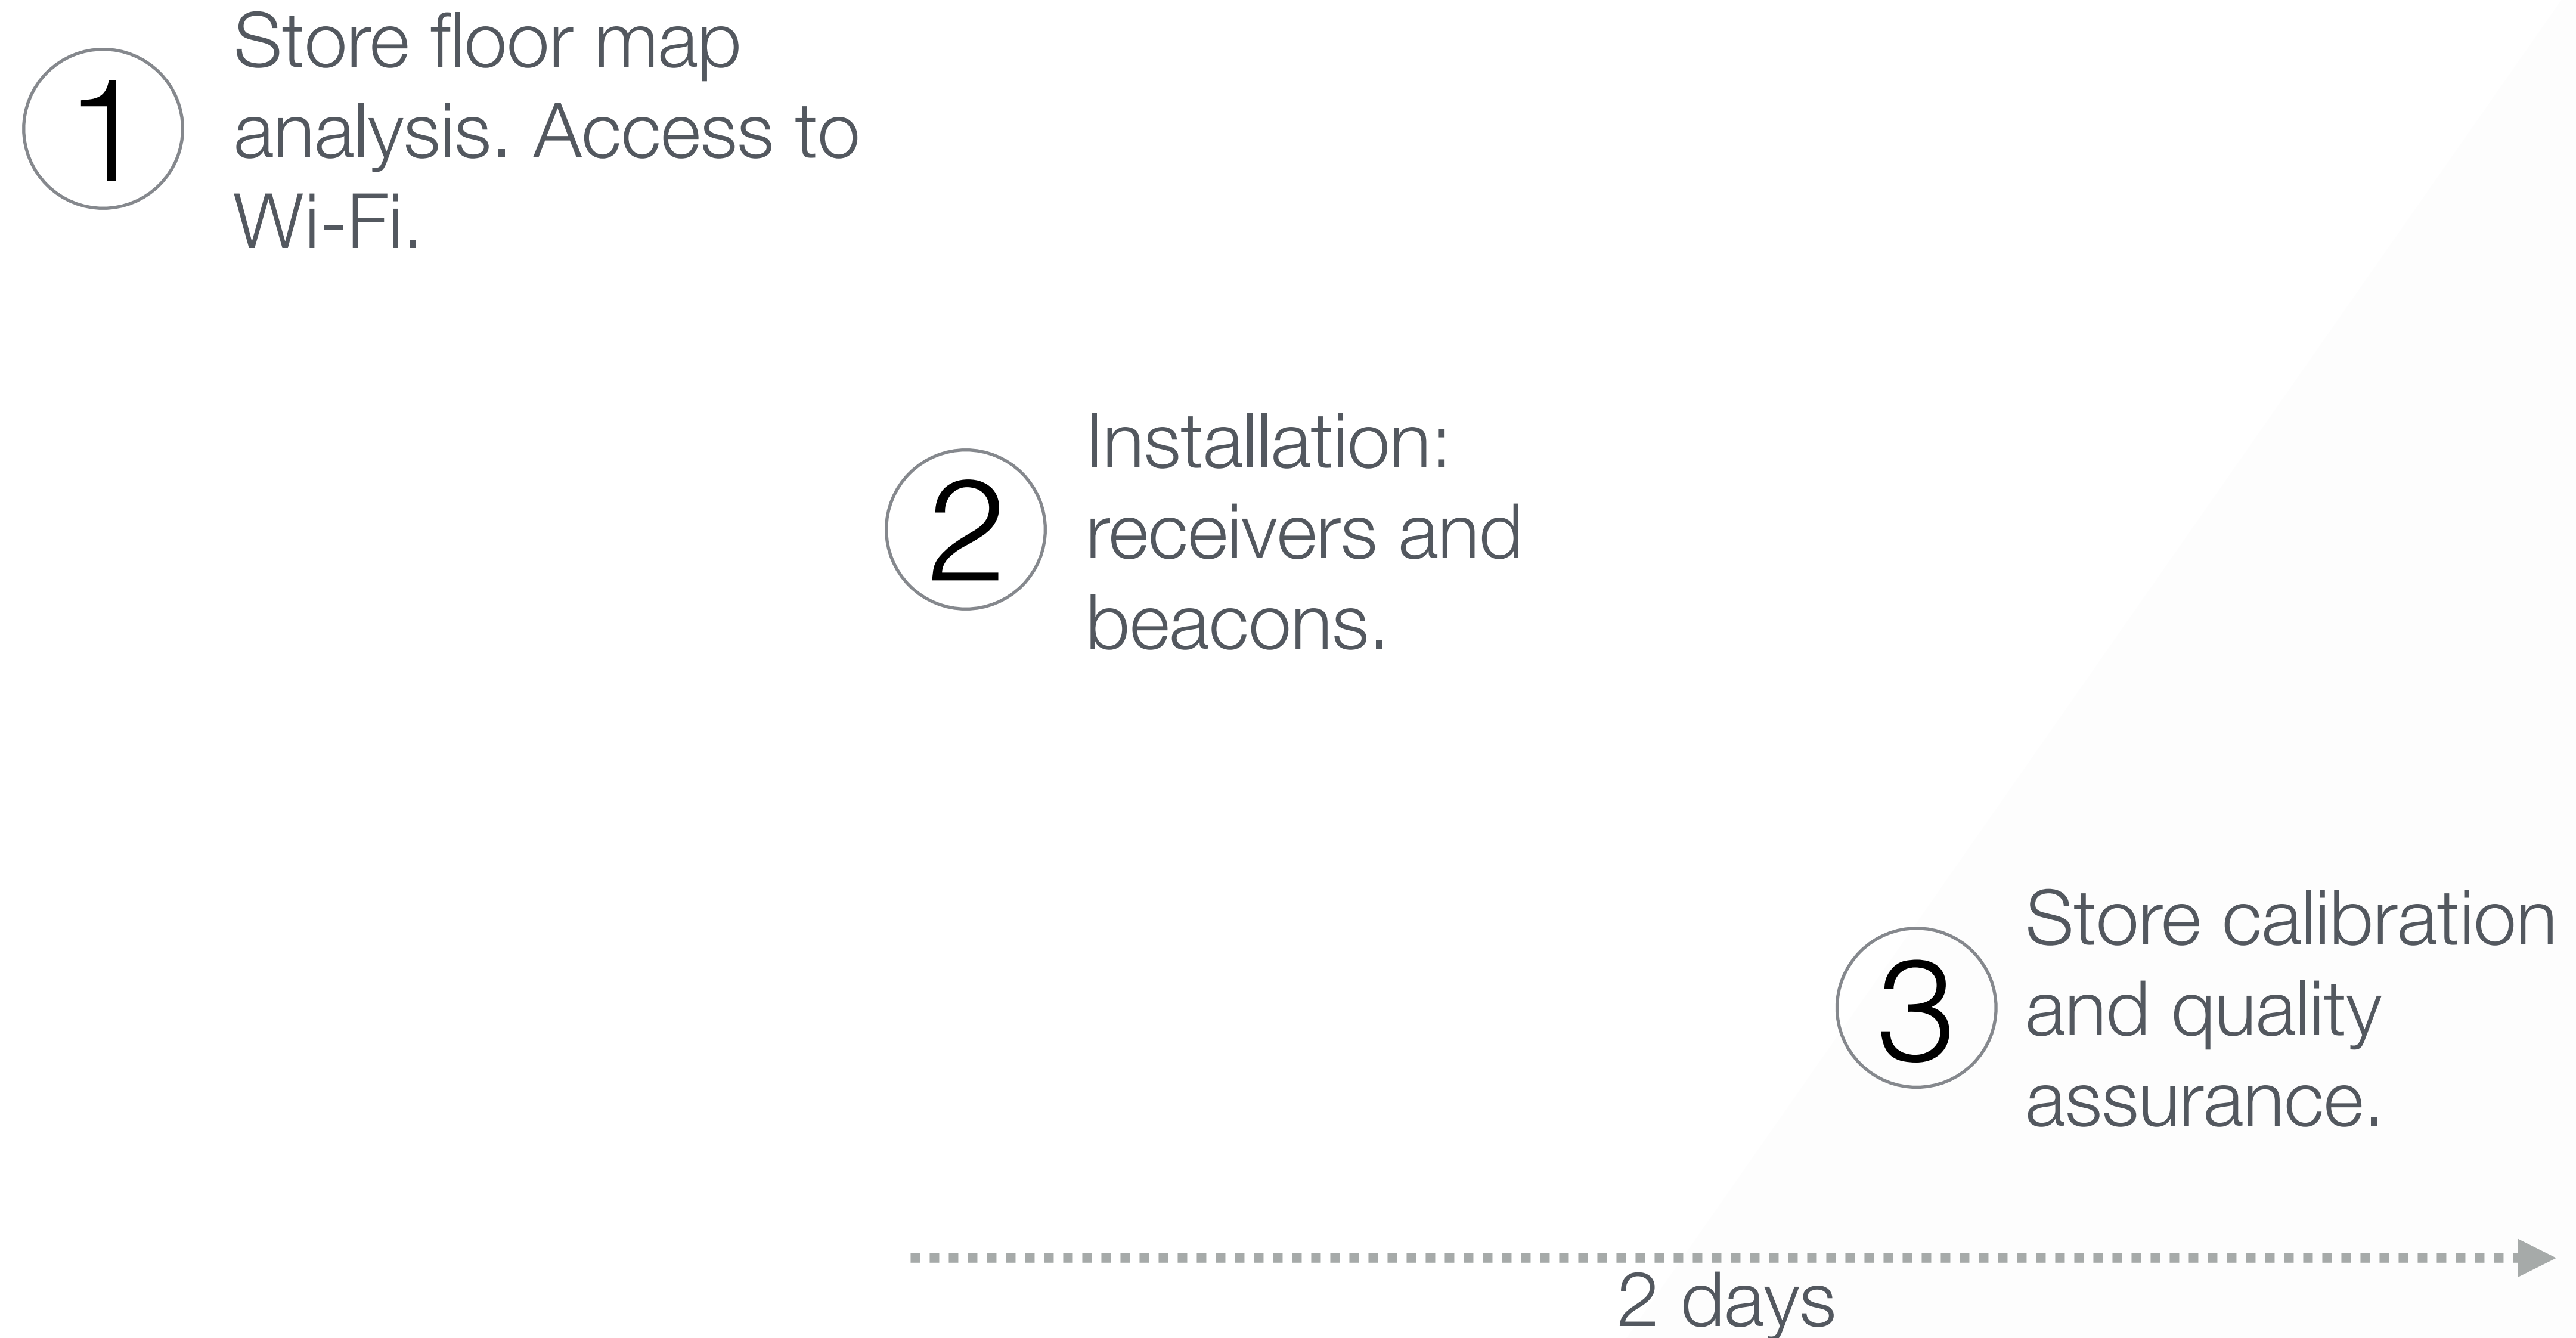 1
Store floor map
analysis. Access to
Wi-Fi.
2
Installation:
receivers and
beacons.
3
Store calibration
and quality
assurance.
2 days